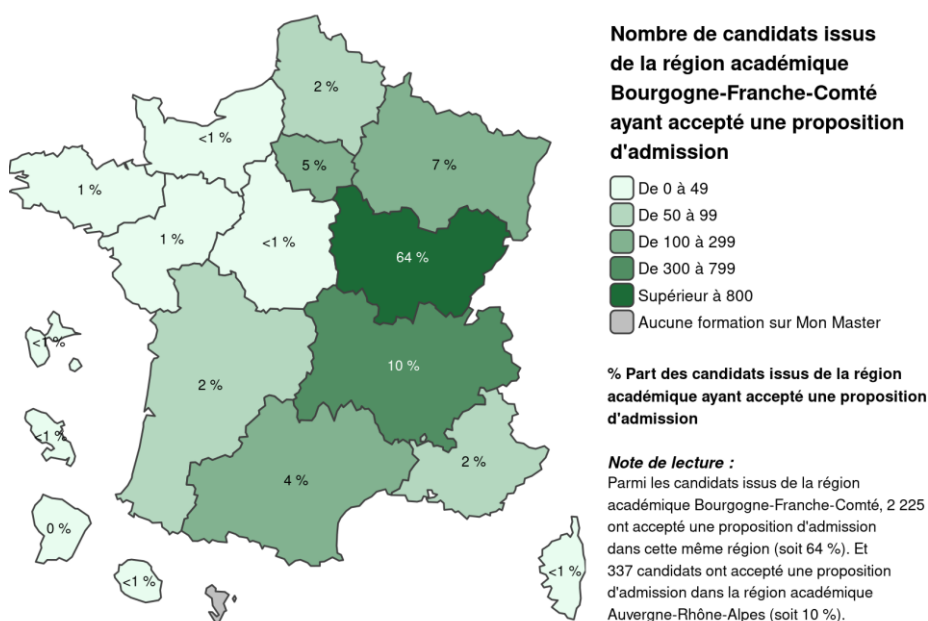 Nombre de candidats issus
de la région académique
Bourgogne-Franche-Comté
ayant accepté une proposition
d'admission
De 0 à 49
De 50 à 99
De 100 à 299
De 300 à 799
Supérieur à 800
Aucune formation sur Mon Master
% Part des candidats issus de la région
académique ayant accepté une proposition
d'admission
Note de lecture :
Parmi les candidats issus de la région
académique Bourgogne-Franche-Comté, 2 225
ont accepté une proposition d'admission
dans cette même région (soit 64 %). Et
337 candidats ont accepté une proposition
d'admission dans la région académique
Auvergne-Rhône-Alpes (soit 10 %).
2 %
<1 %
5 %
7 %
1 %
1 %
<1 %
64 %
<1 %
10 %
2 %
<1 %
2 %
4 %
0 %
<1 %
<1 %